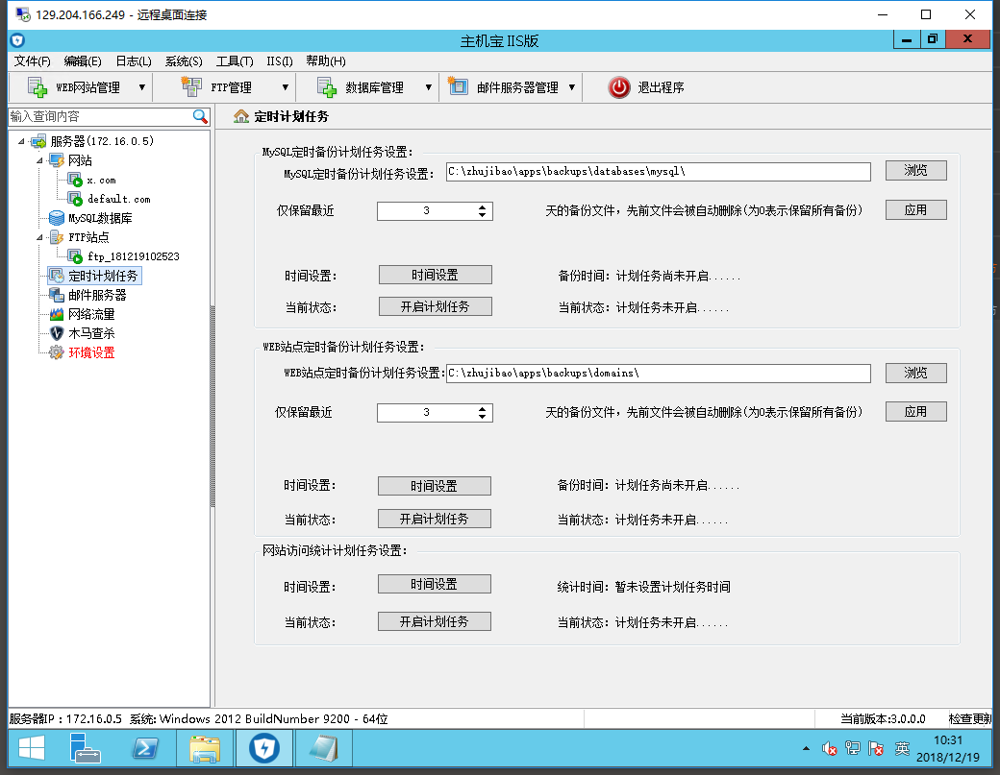 129.204.166.249 - 远程桌面连接
主机宝 IIS版
文件(F) 编辑(E) 日志(L) 系统(S) 工具(T) IIS(I) 帮助(H)
WEB网站管理 FTP管理 数据库管理 邮件服务器管理 退出程序
输入查询内容
定时计划任务
服务器(172.16.0.5)
网站
x.com
default.com
MySQL数据库
FTP站点
ftp_181219102523
定时计划任务
邮件服务器
网络流量
木马查杀
环境设置
MySQL定时备份计划任务设置:
MySQL定时备份计划任务设置: C:\zhujibao\apps\backups\databases\mysql\ 浏览
仅保留最近 3 天的备份文件，先前文件会被自动删除(为0表示保留所有备份) 应用
时间设置: 时间设置 备份时间: 计划任务尚未开启......
当前状态: 开启计划任务 当前状态: 计划任务未开启......
WEB站点定时备份计划任务设置:
WEB站点定时备份计划任务设置: C:\zhujibao\apps\backups\domains\ 浏览
仅保留最近 3 天的备份文件，先前文件会被自动删除(为0表示保留所有备份) 应用
时间设置: 时间设置 备份时间: 计划任务尚未开启......
当前状态: 开启计划任务 当前状态: 计划任务未开启......
网站访问统计计划任务设置:
时间设置: 时间设置 统计时间: 暂未设置计划任务时间
当前状态: 开启计划任务 当前状态: 计划任务未开启......
服务器IP：172.16.0.5 系统: Windows 2012 BuildNumber 9200 - 64位 当前版本:3.0.0.0 检查更新
英 10:31
2018/12/19